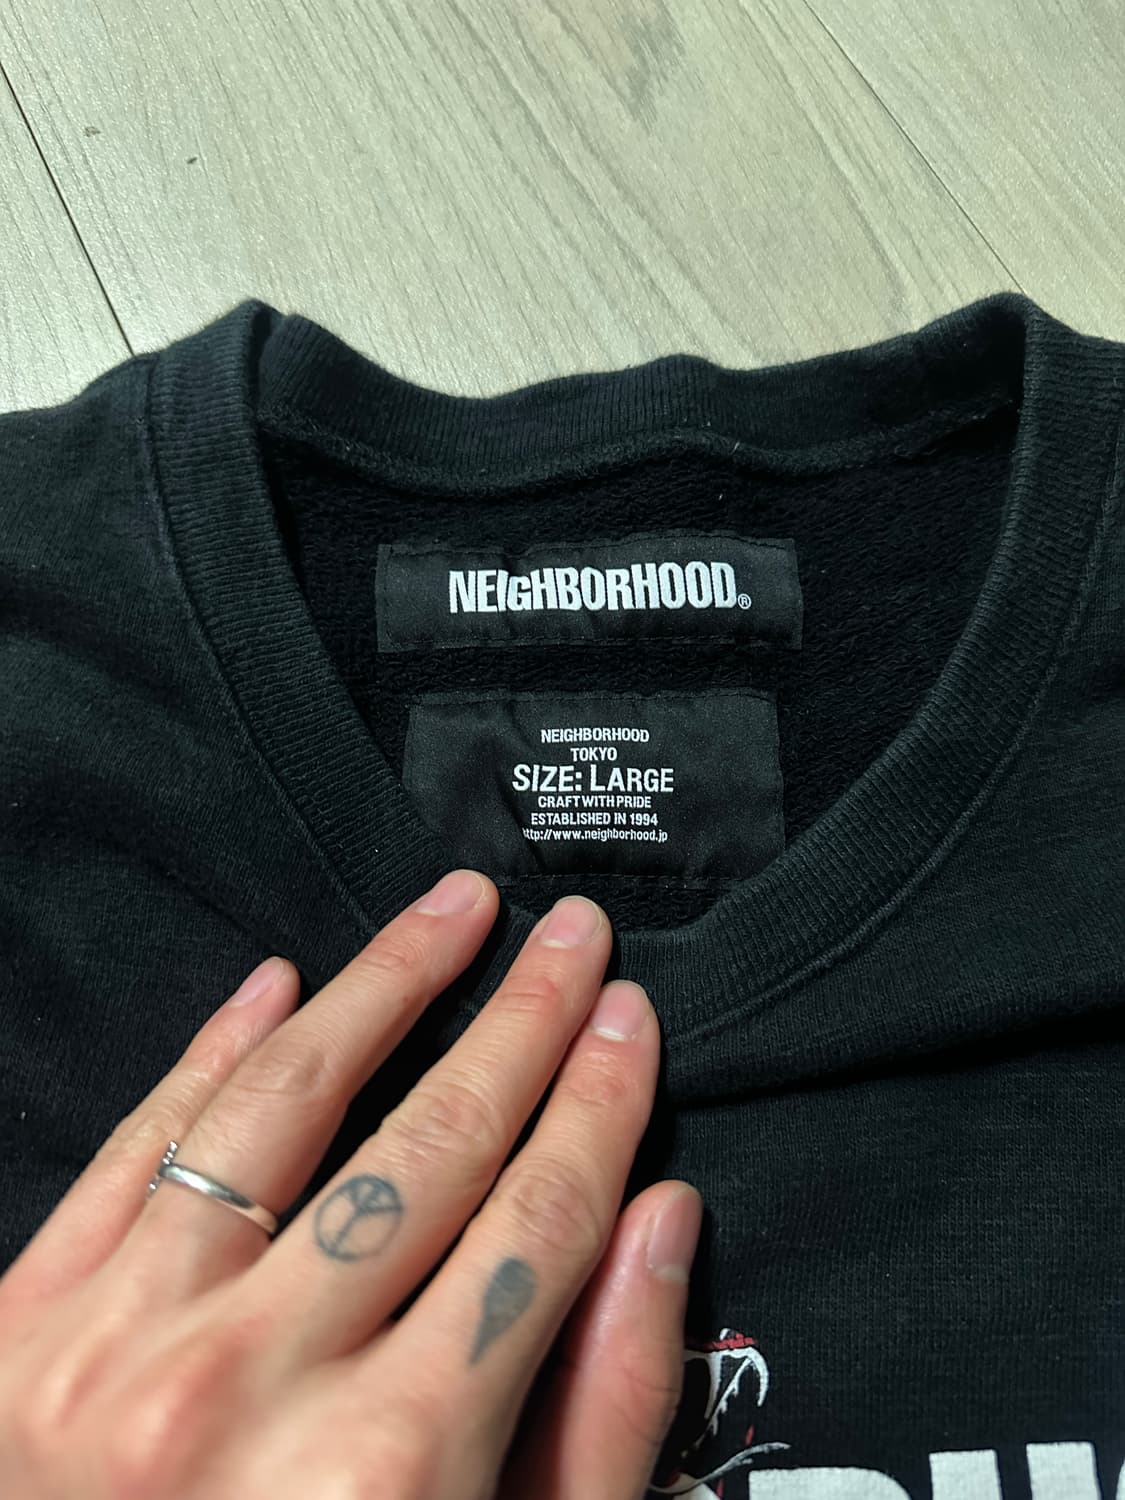 NEIGHBORHOOD®
NEIGHBORHOOD
TOKYO
SIZE: LARGE
CRAFT WITH PRIDE
ESTABLISHED IN 1994
http://www.neighborhood.jp